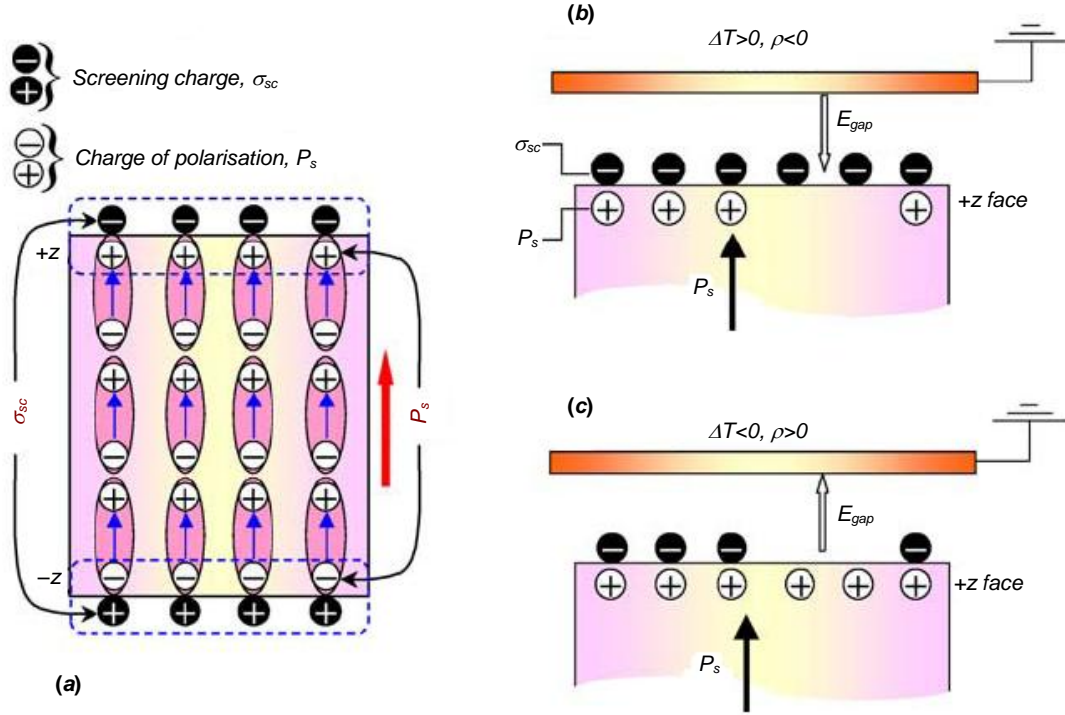 Screening charge, σsc
Charge of polarisation, Ps
+z
−z
σsc
Ps
(a)
(b)
ΔT>0, ρ<0
Egap
σsc
Ps
+z face
Ps
(c)
ΔT<0, ρ>0
Egap
+z face
Ps